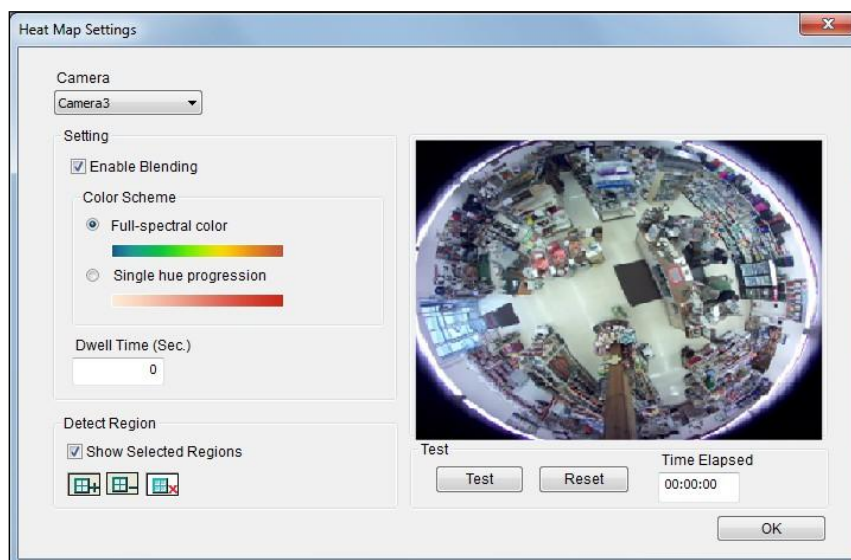 Heat Map Settings
Camera
Camera3
Setting
Enable Blending
Color Scheme
Full-spectral color
Single hue progression
Dwell Time (Sec.)
0
Detect Region
Show Selected Regions
Test
Test
Reset
Time Elapsed
00:00:00
OK